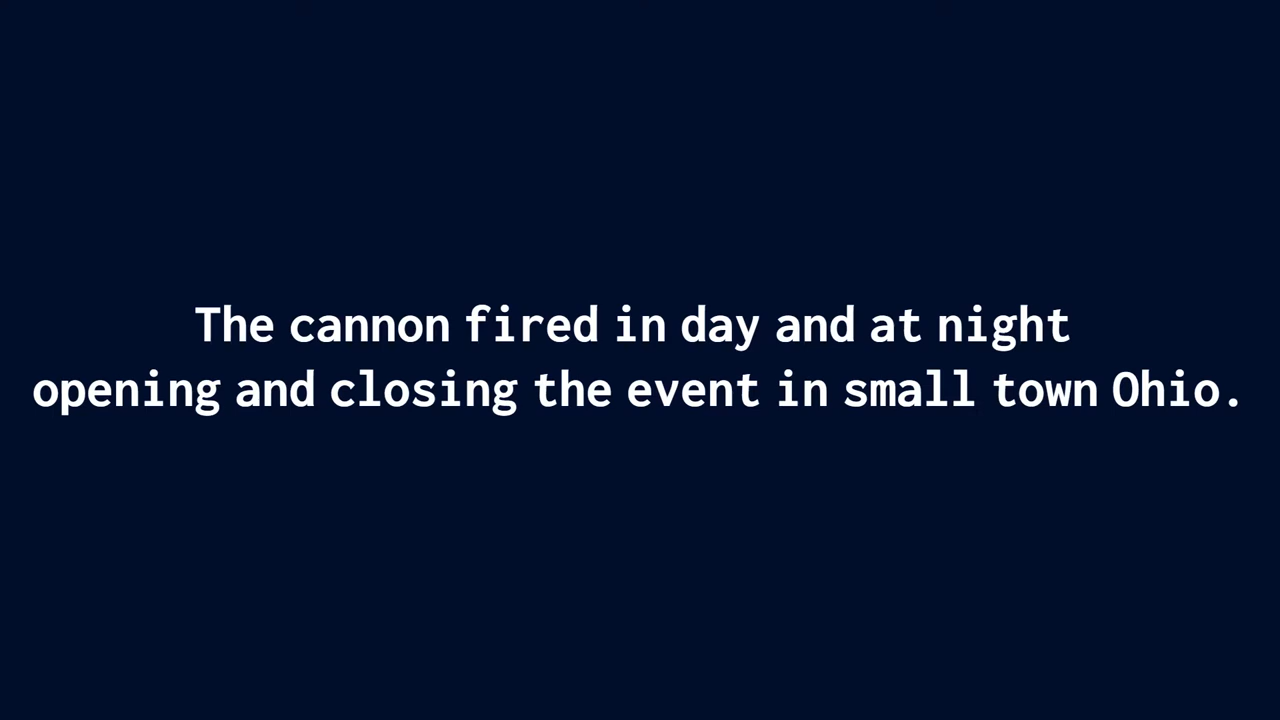 The cannon fired in day and at night
opening and closing the event in small town Ohio.